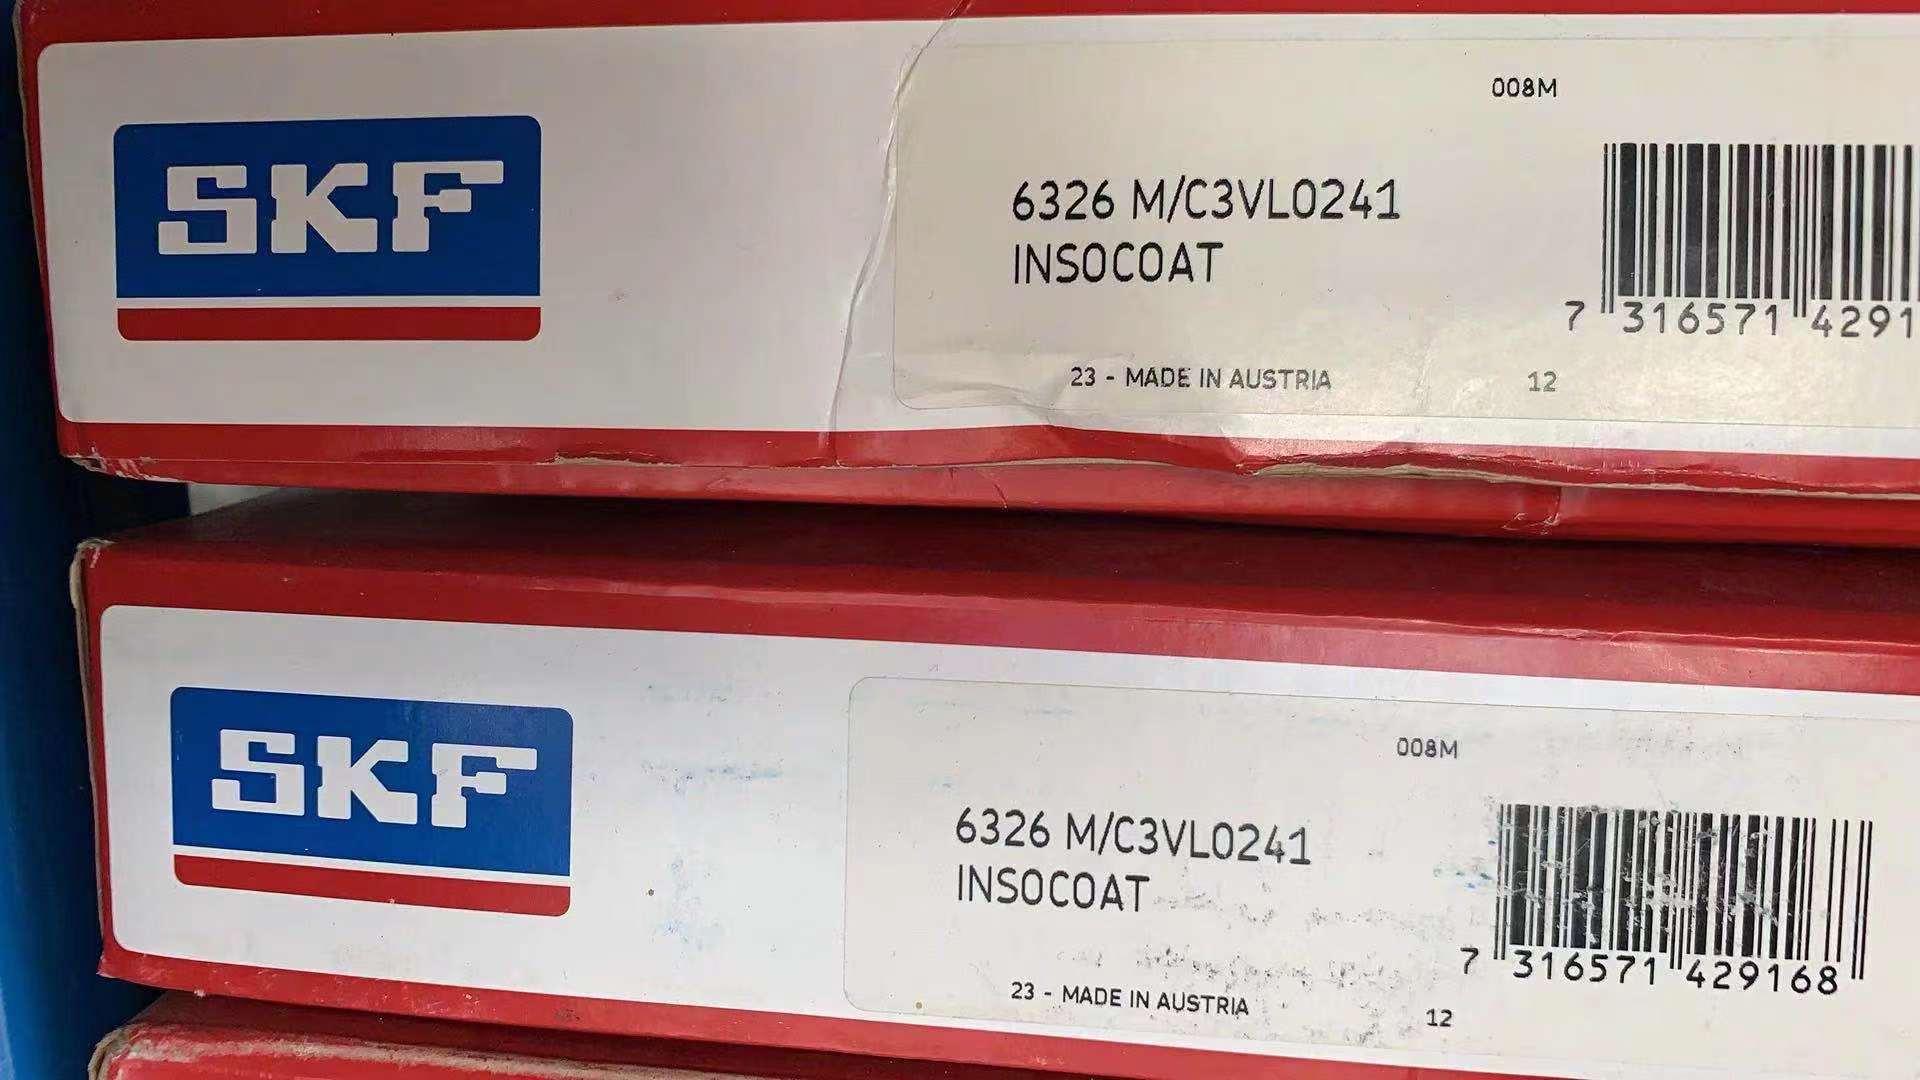 SKF
008M
6326 M/C3VL0241
INSOCOAT
7 316571 4291
23 - MADE IN AUSTRIA 12
SKF
008M
6326 M/C3VL0241
INSOCOAT
7 316571 429168
23 - MADE IN AUSTRIA 12